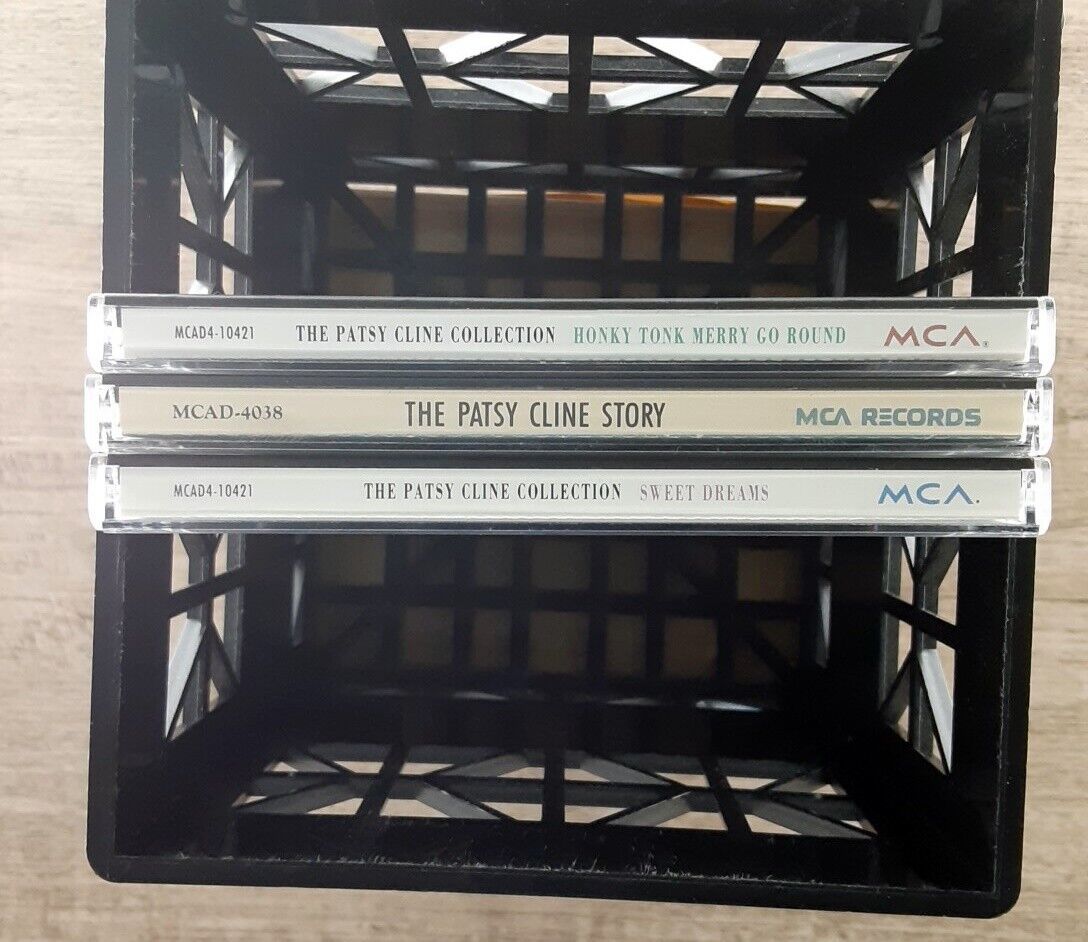 MCAD4-10421 THE PATSY CLINE COLLECTION HONKY TONK MERRY GO ROUND MCA®
MCAD-4038 THE PATSY CLINE STORY MCA RECORDS
MCAD4-10421 THE PATSY CLINE COLLECTION SWEET DREAMS MCA.